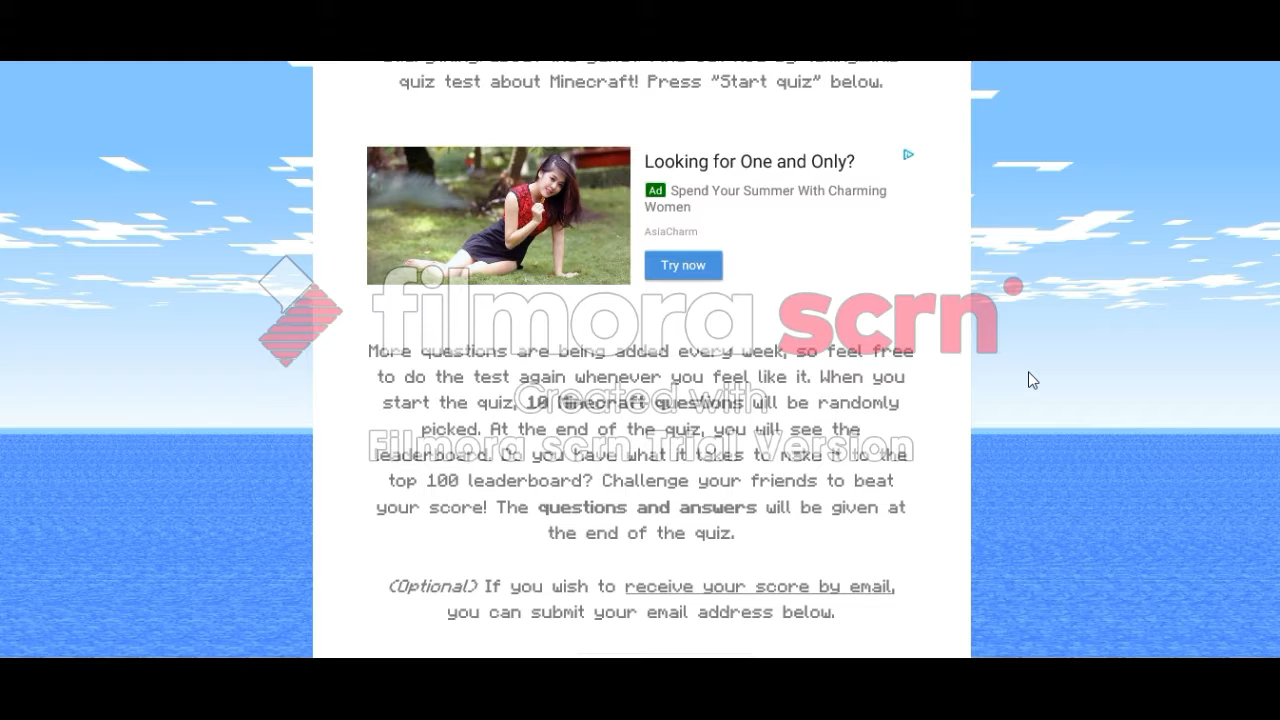 quiz test about Minecraft! Press "Start quiz" below.
Looking for One and Only?
Ad Spend Your Summer With Charming
Women
AsiaCharm
Try now
filmora scrn
More questions are being added every week, so feel free
to do the test again whenever you feel like it. When you
Created with
start the quiz, 10 Minecraft questions will be randomly
picked. At the end of the quiz, you will see the
Filmora scrn Trial Version
leaderboard. Do you have what it takes to make it to the
top 100 leaderboard? Challenge your friends to beat
your score! The questions and answers will be given at
the end of the quiz.
(Optional) If you wish to receive your score by email,
you can submit your email address below.